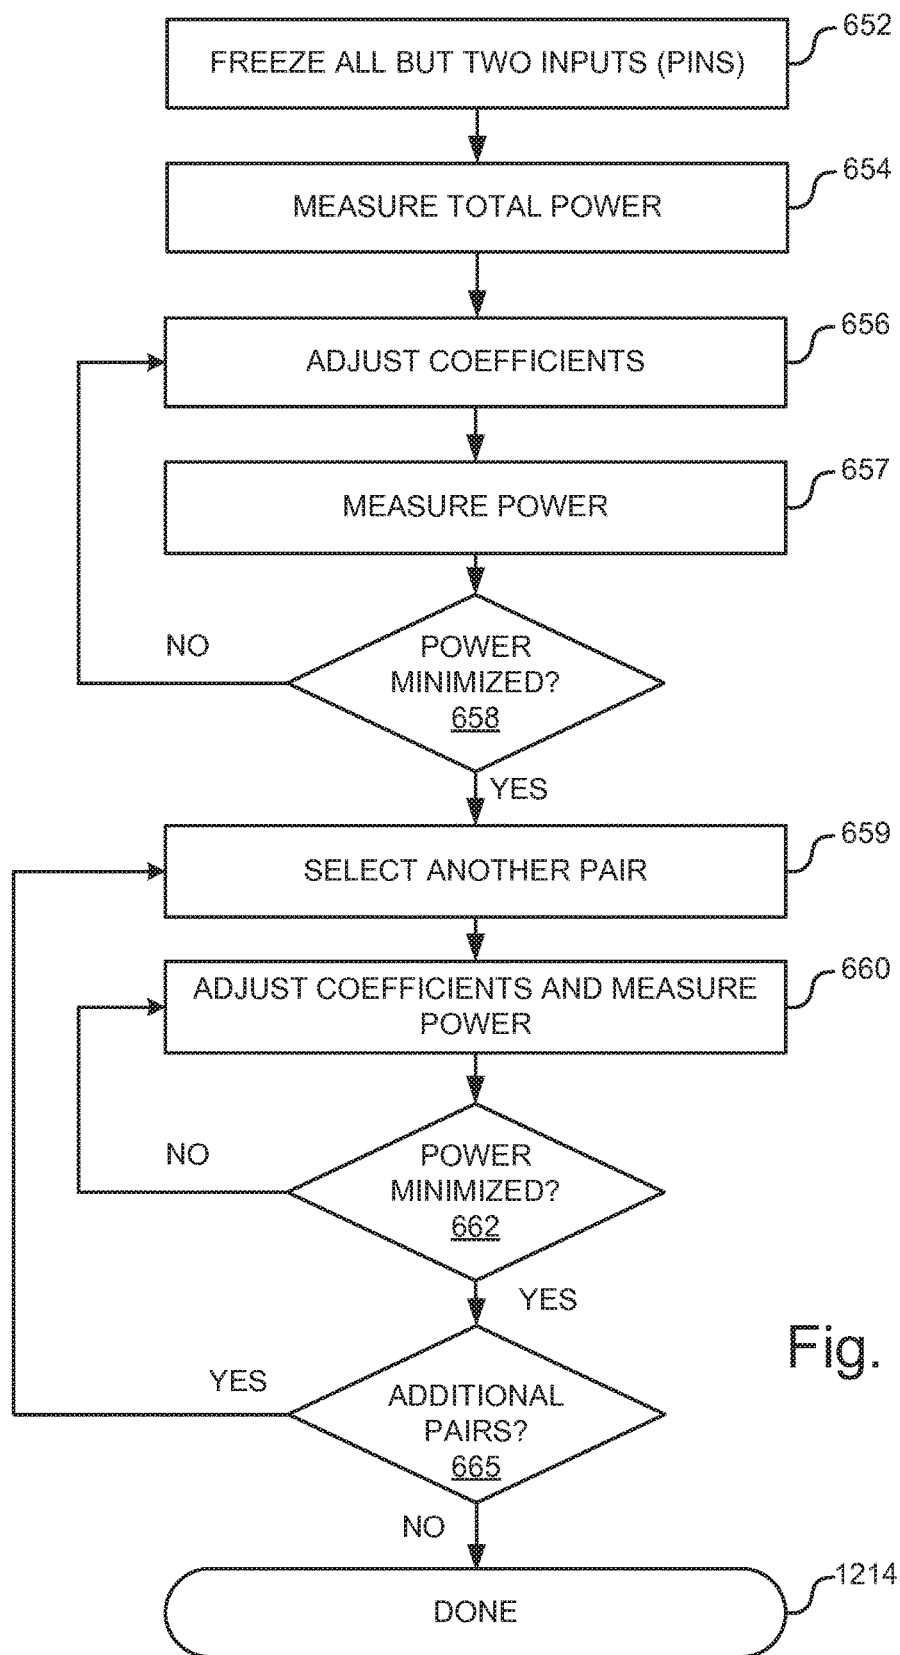 FREEZE ALL BUT TWO INPUTS (PINS)
652
MEASURE TOTAL POWER
654
ADJUST COEFFICIENTS
656
MEASURE POWER
657
NO
POWER
MINIMIZED?
658
YES
SELECT ANOTHER PAIR
659
ADJUST COEFFICIENTS AND MEASURE
POWER
660
NO
POWER
MINIMIZED?
662
YES
Fig.
YES
ADDITIONAL
PAIRS?
665
NO
DONE
1214